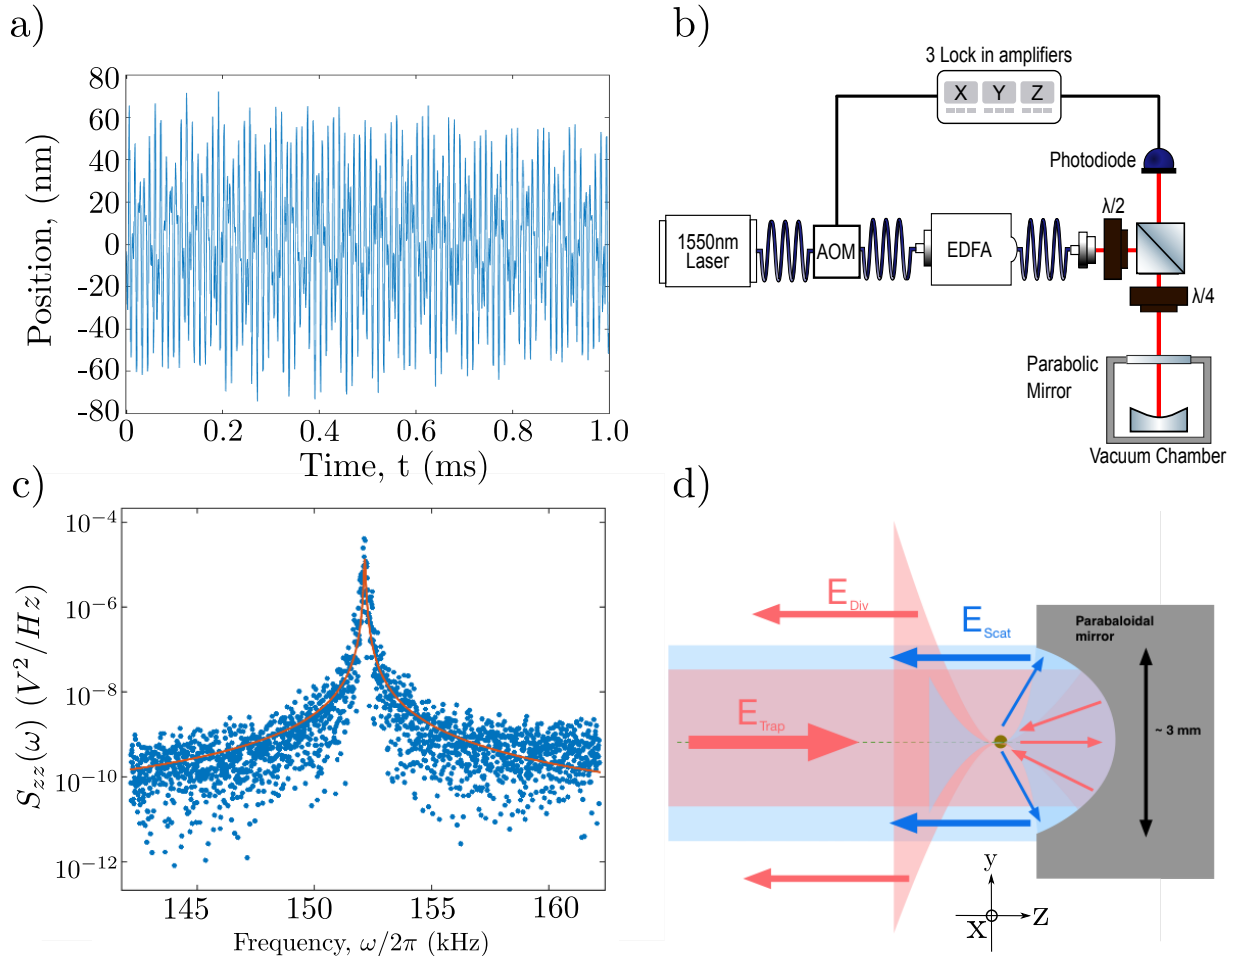 a)
Position, (nm)
80
60
40
20
0
-20
-40
-60
-80
0
0.2
0.4
0.6
0.8
1.0
Time, t (ms)
b)
3 Lock in amplifiers
X Y Z
Photodiode
λ/2
1550nm
Laser
AOM
EDFA
λ/4
Parabolic
Mirror
Vacuum Chamber
c)
S_zz(ω) (V²/Hz)
10⁻⁴
10⁻⁶
10⁻⁸
10⁻¹⁰
10⁻¹²
145
150
155
160
Frequency, ω/2π (kHz)
d)
E_Div
E_Scat
E_Trap
Parabaloidal
mirror
~ 3 mm
y
x
z